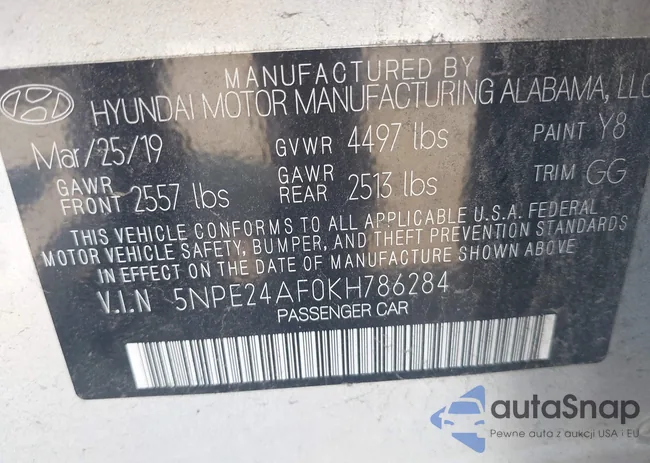 MANUFACTURED BY
HYUNDAI MOTOR MANUFACTURING ALABAMA, LLC
Mar/25/19 GVWR 4497 lbs PAINT Y8
GAWR FRONT 2557 lbs GAWR REAR 2513 lbs TRIM GG
THIS VEHICLE CONFORMS TO ALL APPLICABLE U.S.A. FEDERAL
MOTOR VEHICLE SAFETY, BUMPER, AND THEFT PREVENTION STANDARDS
IN EFFECT ON THE DATE OF MANUFACTURE SHOWN ABOVE
V.I.N 5NPE24AF0KH786284
PASSENGER CAR
autaSnap
Pewne auta z aukcji USA i EU